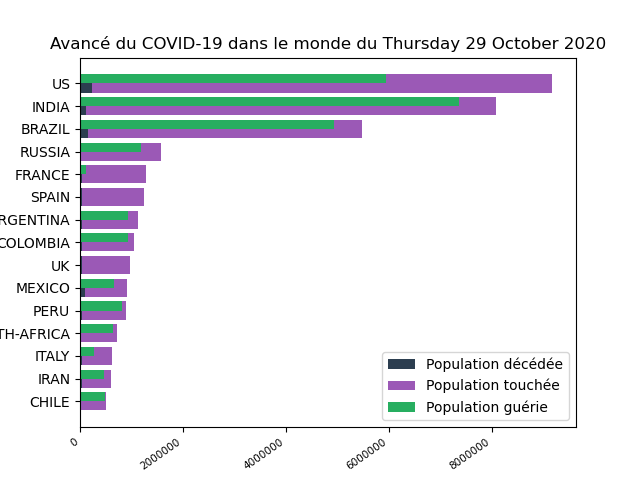 Avancé du COVID-19 dans le monde du Thursday 29 October 2020
US
INDIA
BRAZIL
RUSSIA
FRANCE
SPAIN
RGENTINA
COLOMBIA
UK
MEXICO
PERU
TH-AFRICA
ITALY
IRAN
CHILE
Population décédée
Population touchée
Population guérie
0
2000000
4000000
6000000
8000000